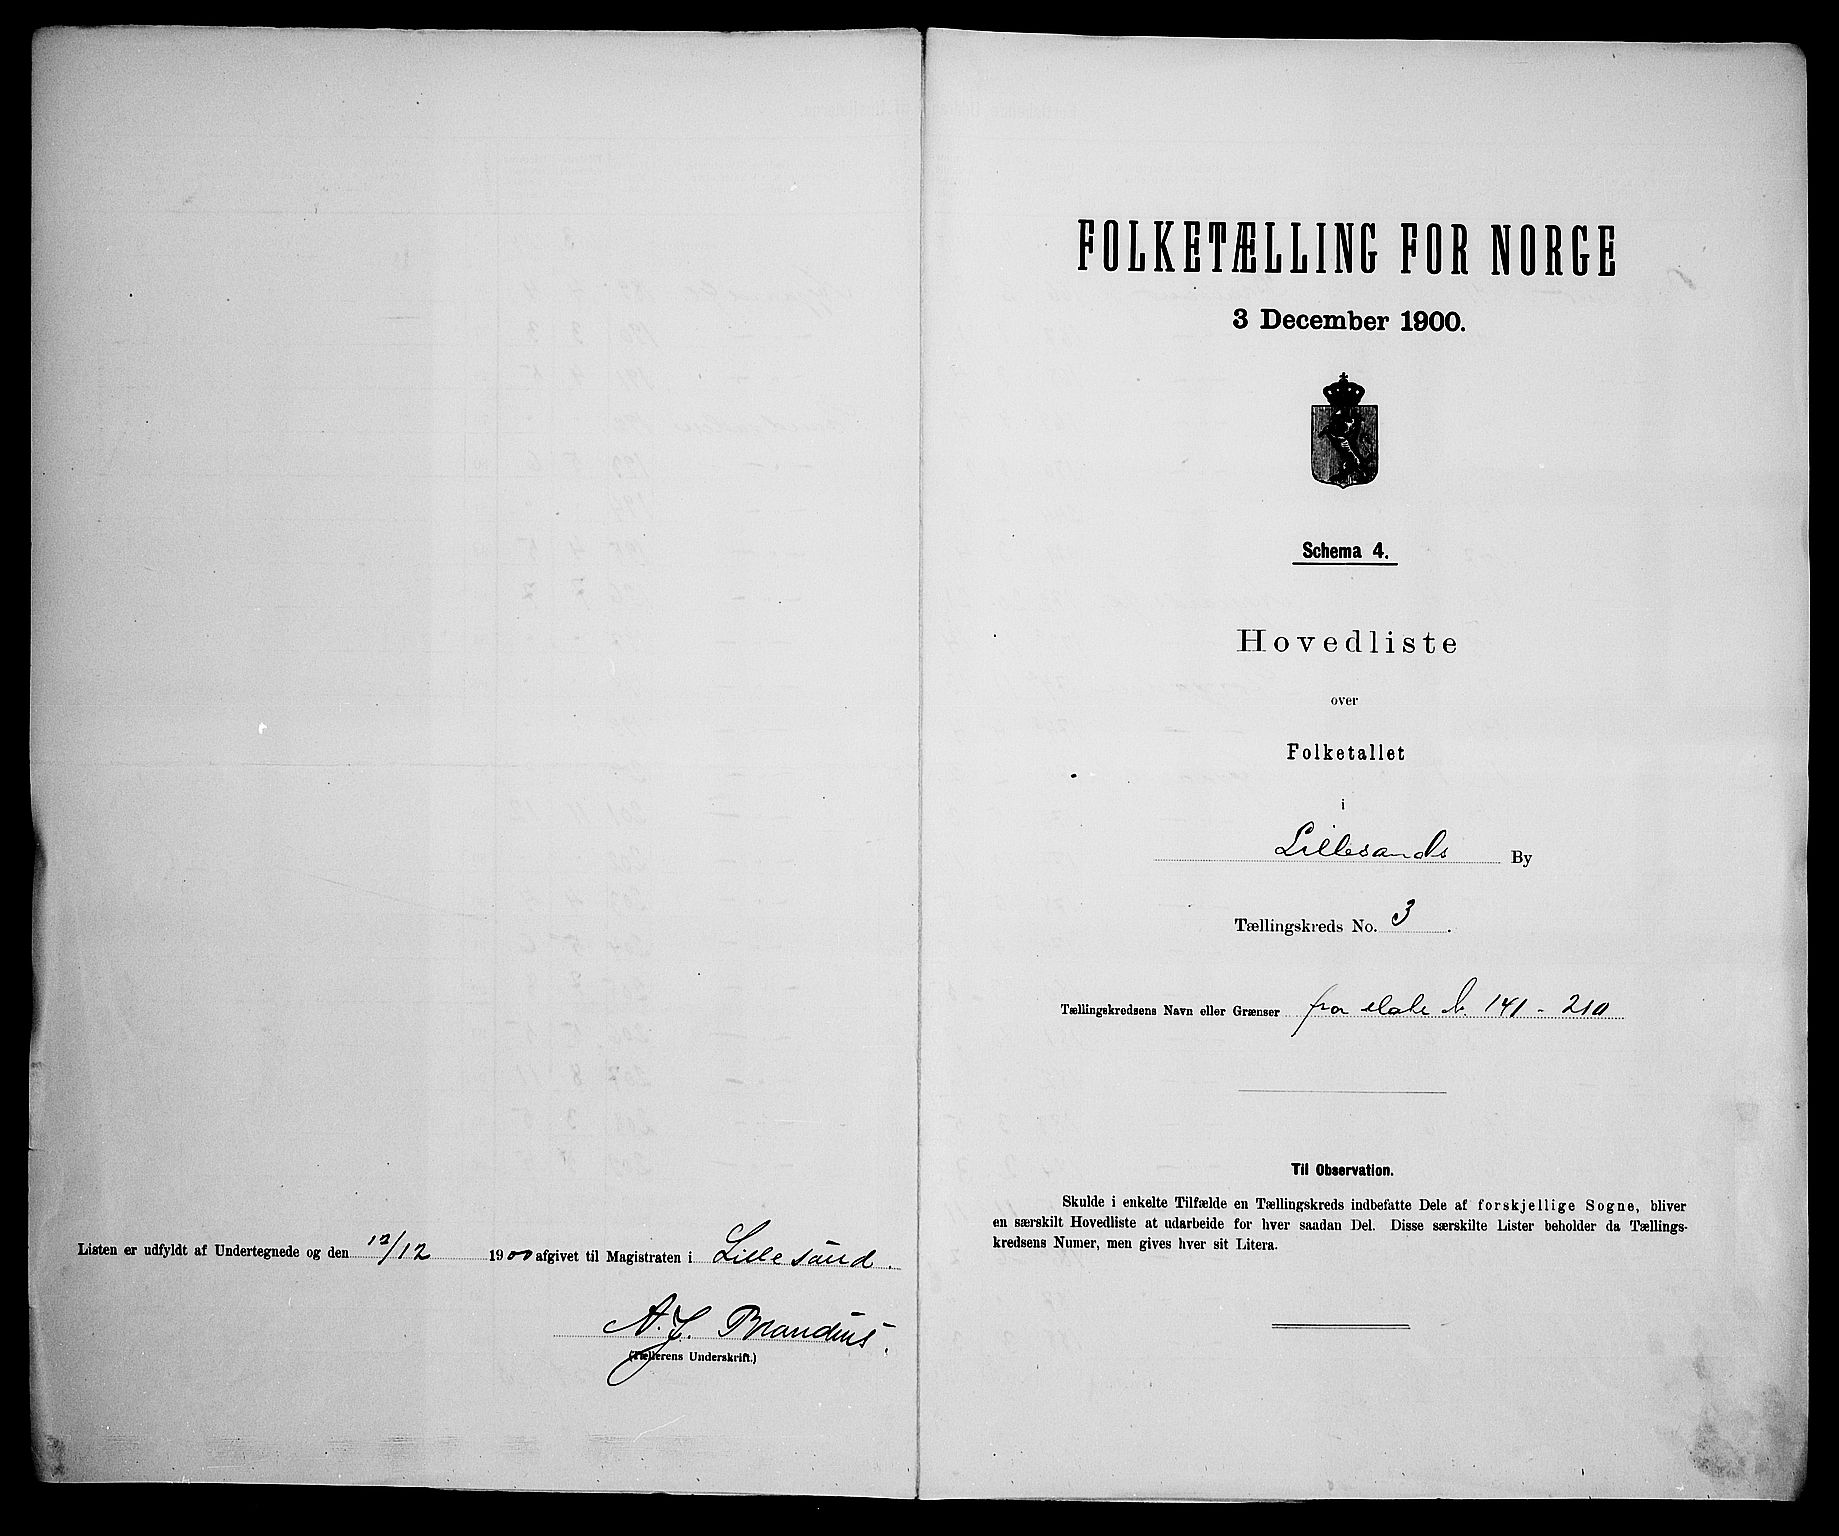 Listen er udfyldt af Undertegnede og den 12/12 1900 afgivet til Magistraten i Lillesand.
A. J. Brandens.
(Tællerens Underskrift.)
FOLKETÆLLING FOR NORGE
3 December 1900.
Schema 4.
Hovedliste
over
Folketallet
i
Lillesands By
Tællingskreds No. 3.
Tællingskredsens Navn eller Grænser fra 141 - 210
Til Observation.
Skulde i enkelte Tilfælde en Tællingskreds indbefatte Dele af forskjellige Sogne, bliver
en særskilt Hovedliste at udarbeide for hver saadan Del. Disse særskilte Lister beholder da Tællings-
kredsens Numer, men gives hver sit Litera.